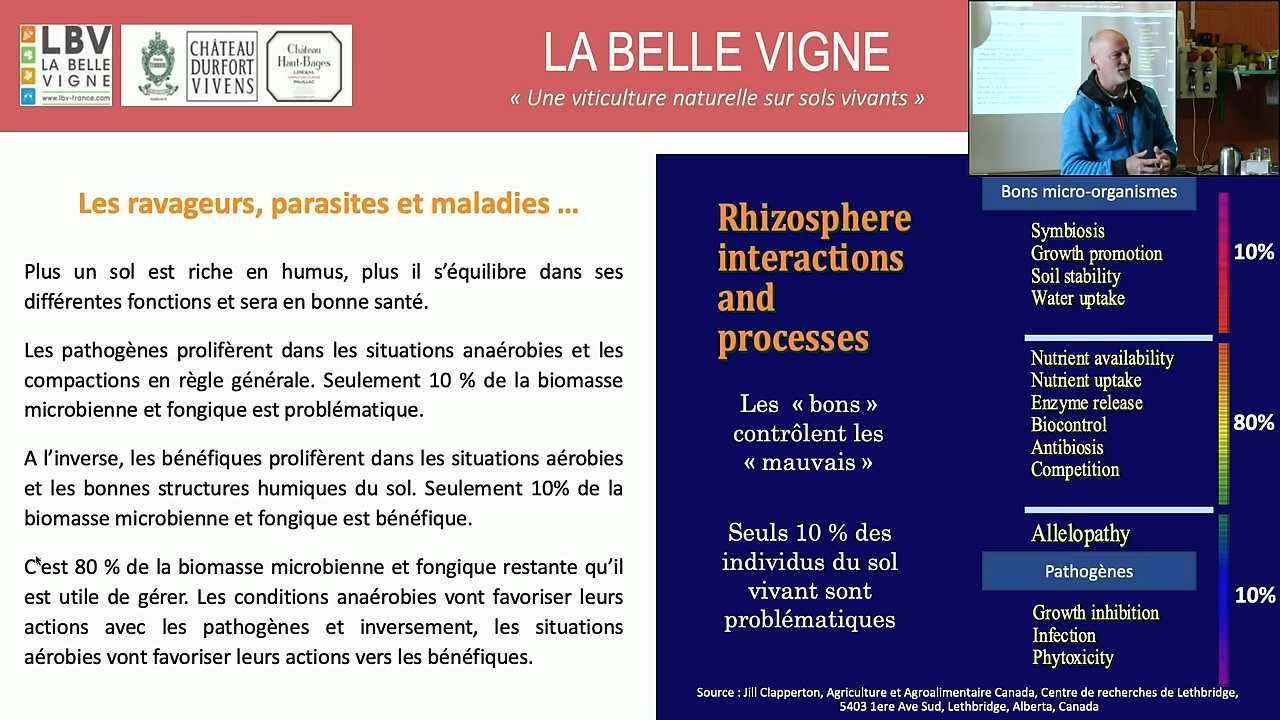 LBV
LA BELLE
VIGNE
www.lbv-france.com
CHÂTEAU
DURFORT
VIVENS
Château
Haut-Bages
LIBÉRAL
PAUILLAC
LA BELLE VIGNE
« Une viticulture naturelle sur sols vivants »
Les ravageurs, parasites et maladies ...
Plus un sol est riche en humus, plus il s’équilibre dans ses
différentes fonctions et sera en bonne santé.
Les pathogènes prolifèrent dans les situations anaérobies et les
compactions en règle générale. Seulement 10 % de la biomasse
microbienne et fongique est problématique.
A l’inverse, les bénéfiques prolifèrent dans les situations aérobies
et les bonnes structures humiques du sol. Seulement 10% de la
biomasse microbienne et fongique est bénéfique.
C’est 80 % de la biomasse microbienne et fongique restante qu’il
est utile de gérer. Les conditions anaérobies vont favoriser leurs
actions avec les pathogènes et inversement, les situations
aérobies vont favoriser leurs actions vers les bénéfiques.
Rhizosphere
interactions
and
processes
Les « bons »
contrôlent les
« mauvais »
Seuls 10 % des
individus du sol
vivant sont
problématiques
Bons micro-organismes
Symbiosis
Growth promotion
Soil stability
Water uptake
10%
Nutrient availability
Nutrient uptake
Enzyme release
Biocontrol
Antibiosis
Competition
80%
Allelopathy
Pathogènes
Growth inhibition
Infection
Phytoxicity
10%
Source : Jill Clapperton, Agriculture et Agroalimentaire Canada, Centre de recherches de Lethbridge,
5403 1ere Ave Sud, Lethbridge, Alberta, Canada